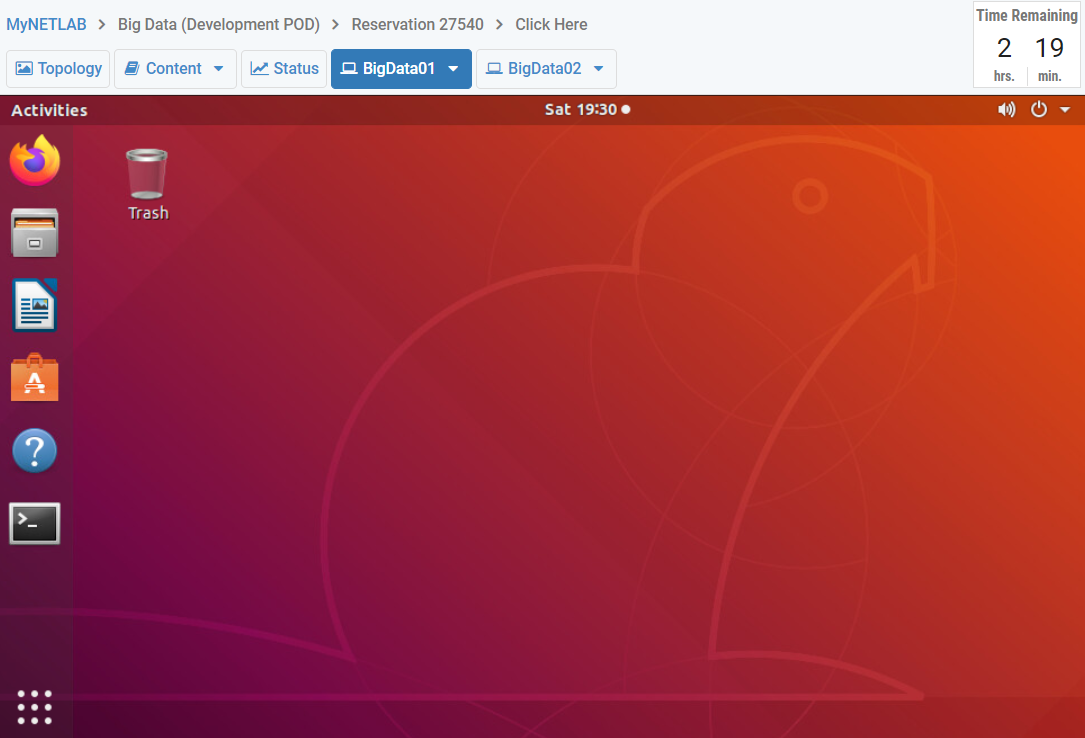 MyNETLAB > Big Data (Development POD) > Reservation 27540 > Click Here
Time Remaining
2 19
hrs. min.
Topology Content Status BigData01 BigData02
Activities Sat 19:30
Trash